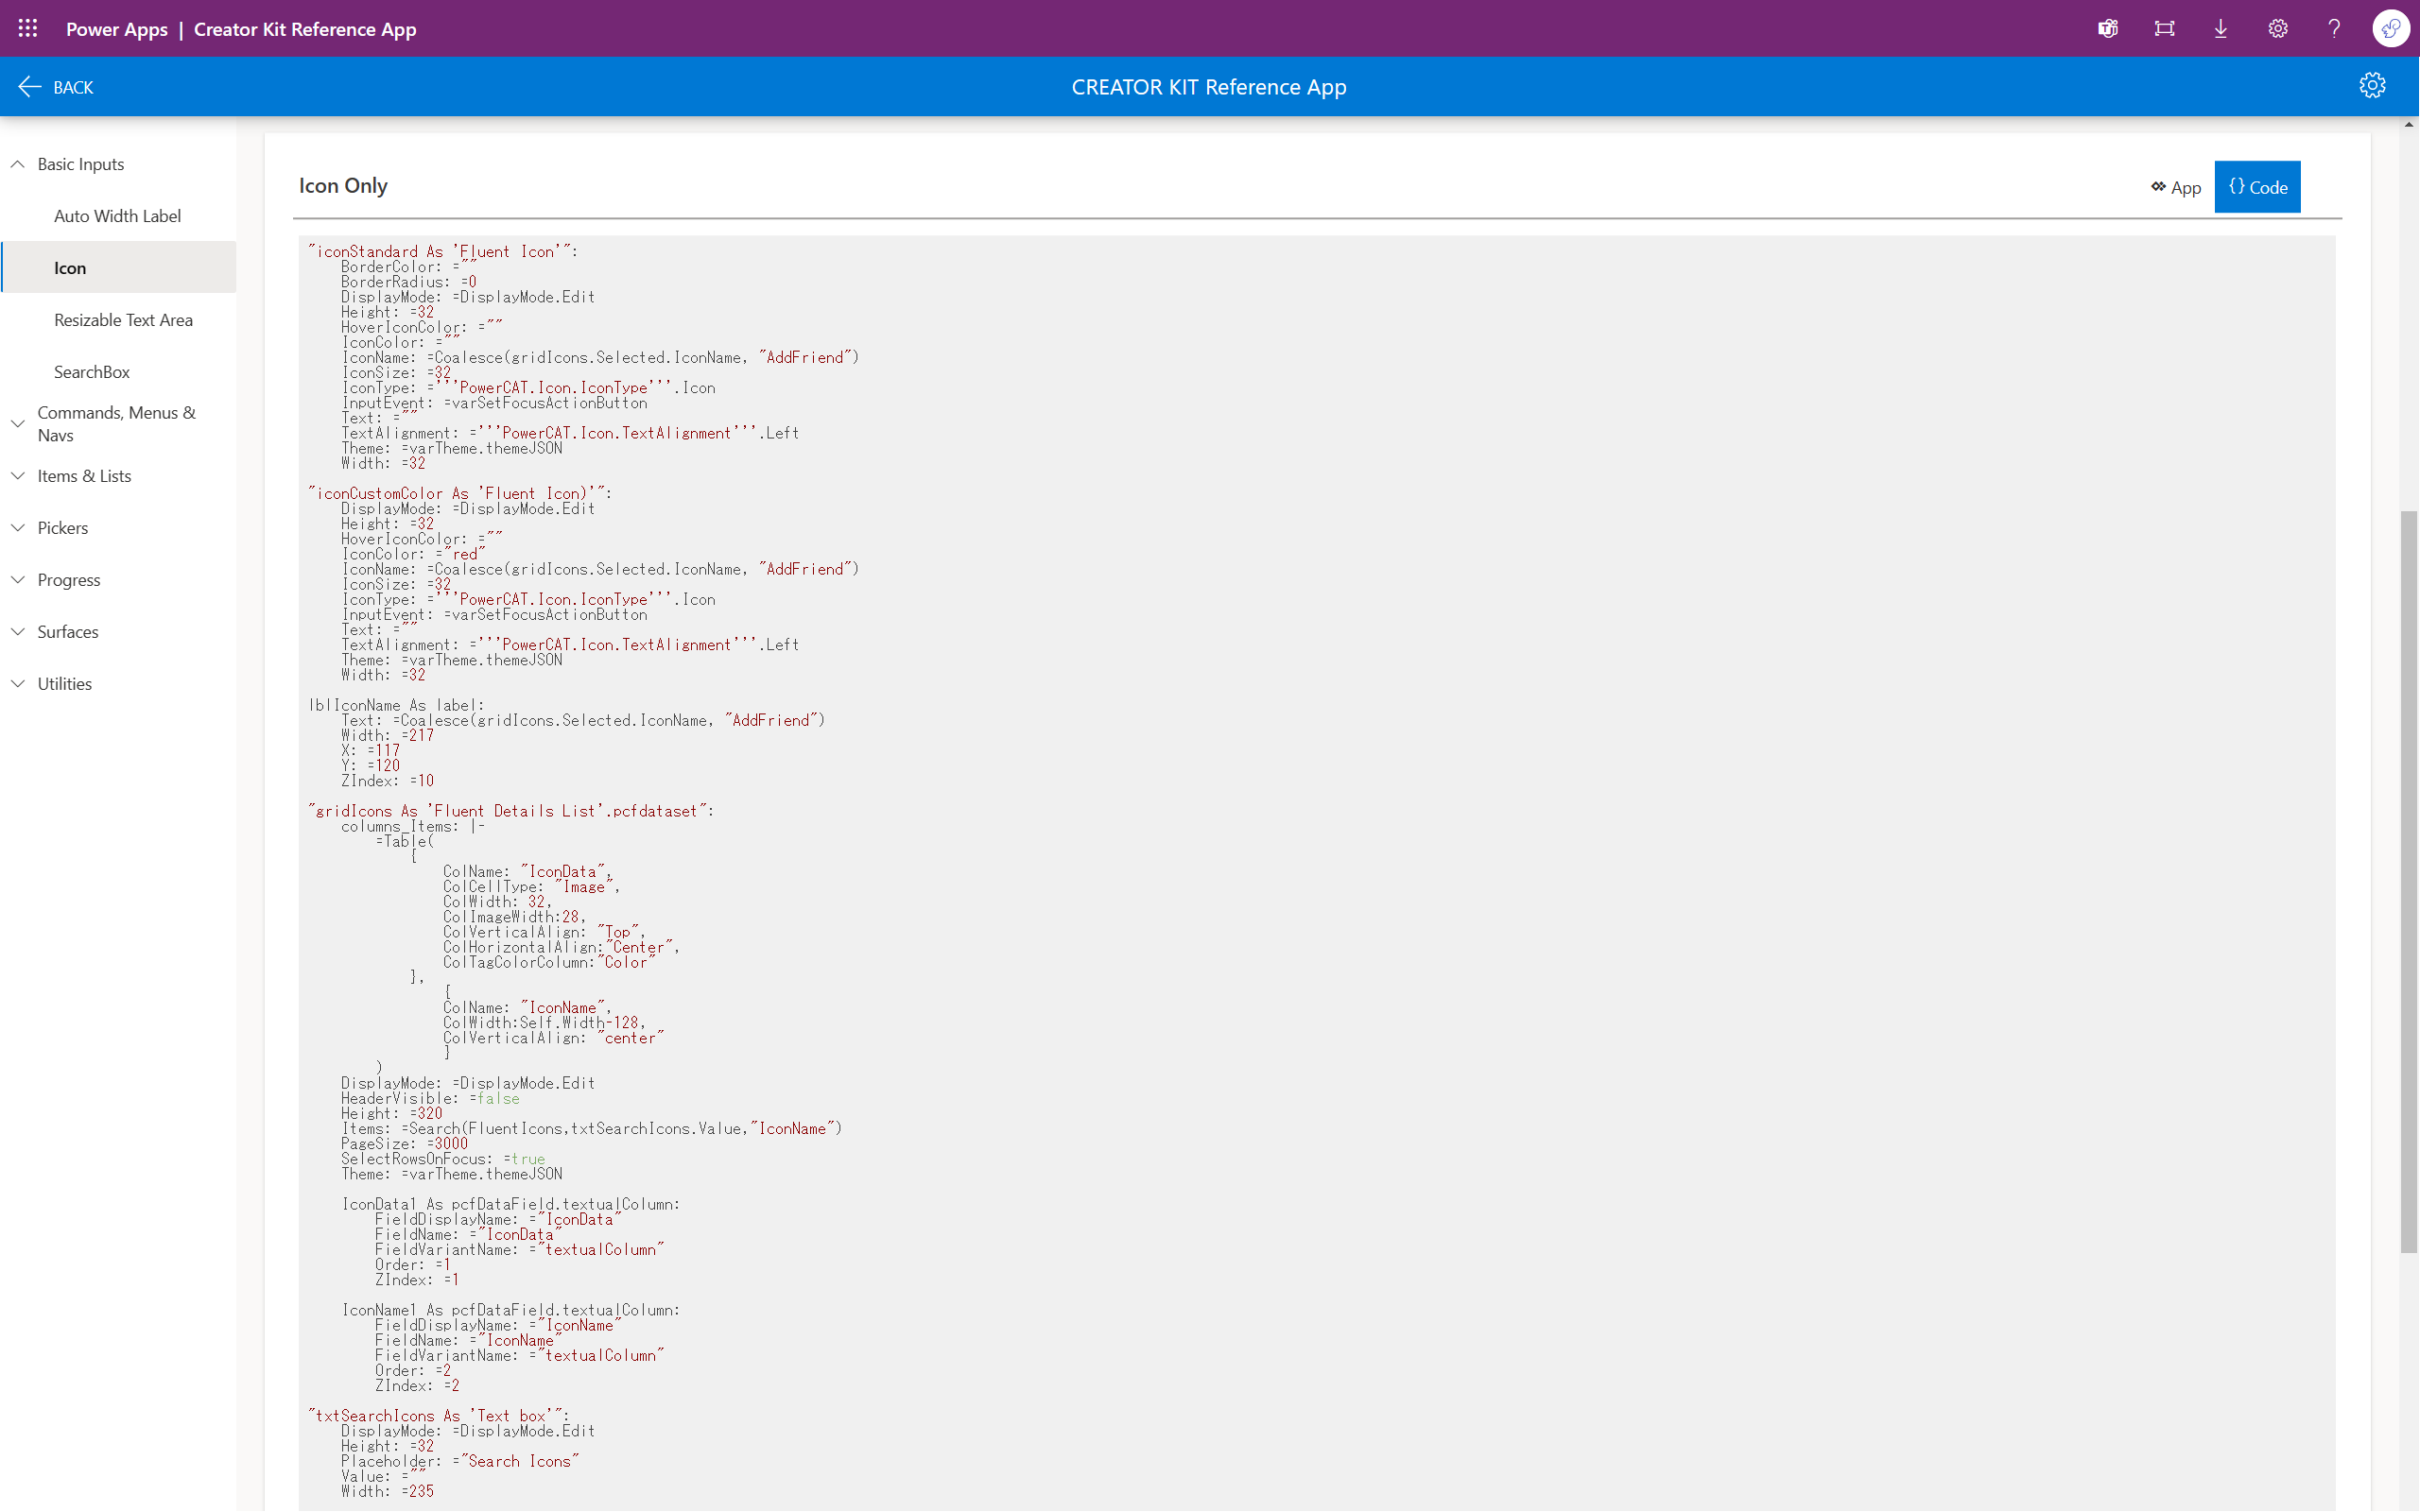 Power Apps | Creator Kit Reference App
BACK
CREATOR KIT Reference App
Basic Inputs
Auto Width Label
Icon
Resizable Text Area
SearchBox
Commands, Menus &
Navs
Items & Lists
Pickers
Progress
Surfaces
Utilities
Icon Only
App
{} Code
"iconStandard As 'Fluent Icon'":
    BorderColor: =""
    BorderRadius: =0
    DisplayMode: =DisplayMode.Edit
    Height: =32
    HoverIconColor: =""
    IconColor: =""
    IconName: =Coalesce(gridIcons.Selected.IconName, "AddFriend")
    IconSize: =32
    IconType: ='''PowerCAT.Icon.IconType'''.Icon
    InputEvent: =varSetFocusActionButton
    Text: =""
    TextAlignment: ='''PowerCAT.Icon.TextAlignment'''.Left
    Theme: =varTheme.themeJSON
    Width: =32
"iconCustomColor As 'Fluent Icon)'":
    DisplayMode: =DisplayMode.Edit
    Height: =32
    HoverIconColor: =""
    IconColor: ="red"
    IconName: =Coalesce(gridIcons.Selected.IconName, "AddFriend")
    IconSize: =32
    IconType: ='''PowerCAT.Icon.IconType'''.Icon
    InputEvent: =varSetFocusActionButton
    Text: =""
    TextAlignment: ='''PowerCAT.Icon.TextAlignment'''.Left
    Theme: =varTheme.themeJSON
    Width: =32
lblIconName As label:
    Text: =Coalesce(gridIcons.Selected.IconName, "AddFriend")
    Width: =217
    X: =117
    Y: =120
    ZIndex: =10
"gridIcons As 'Fluent Details List'.pcfdataset":
    columns_Items: |-
        =Table(
            {
                ColName: "IconData",
                ColCellType: "Image",
                ColWidth: 32,
                ColImageWidth:28,
                ColVerticalAlign: "Top",
                ColHorizontalAlign:"Center",
                ColTagColorColumn:"Color"
            },
                {
                ColName: "IconName",
                ColWidth:Self.Width-128,
                ColVerticalAlign: "center"
                }
        )
    DisplayMode: =DisplayMode.Edit
    HeaderVisible: =false
    Height: =320
    Items: =Search(FluentIcons,txtSearchIcons.Value,"IconName")
    PageSize: =3000
    SelectRowsOnFocus: =true
    Theme: =varTheme.themeJSON
    IconData1 As pcfDataField.textualColumn:
        FieldDisplayName: ="IconData"
        FieldName: ="IconData"
        FieldVariantName: ="textualColumn"
        Order: =1
        ZIndex: =1
    IconName1 As pcfDataField.textualColumn:
        FieldDisplayName: ="IconName"
        FieldName: ="IconName"
        FieldVariantName: ="textualColumn"
        Order: =2
        ZIndex: =2
"txtSearchIcons As 'Text box'":
    DisplayMode: =DisplayMode.Edit
    Height: =32
    Placeholder: ="Search Icons"
    Value: =""
    Width: =235